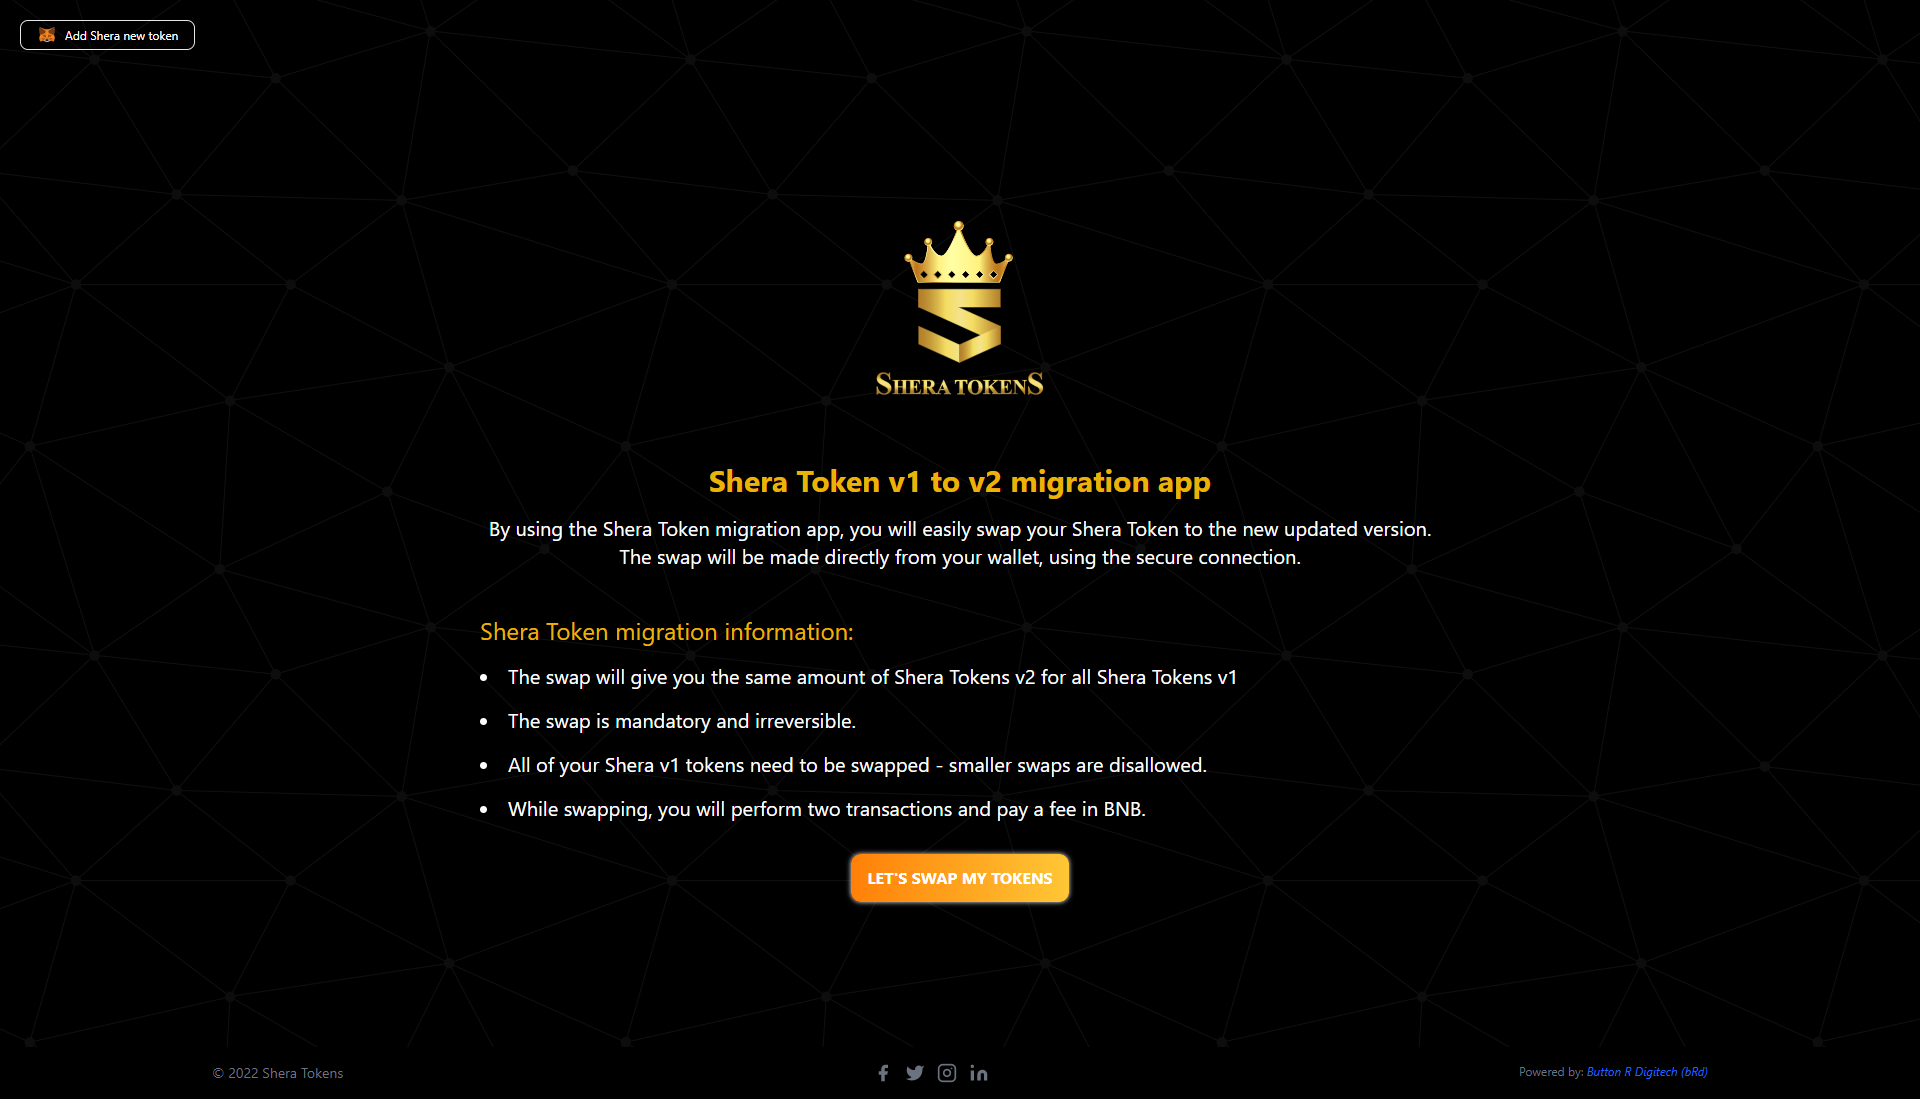 Add Shera new token
SHERA TOKENS
Shera Token v1 to v2 migration app
By using the Shera Token migration app, you will easily swap your Shera Token to the new updated version.
The swap will be made directly from your wallet, using the secure connection.
Shera Token migration information:
The swap will give you the same amount of Shera Tokens v2 for all Shera Tokens v1
The swap is mandatory and irreversible.
All of your Shera v1 tokens need to be swapped - smaller swaps are disallowed.
While swapping, you will perform two transactions and pay a fee in BNB.
LET'S SWAP MY TOKENS
© 2022 Shera Tokens
Powered by: Button R Digitech (bRd)